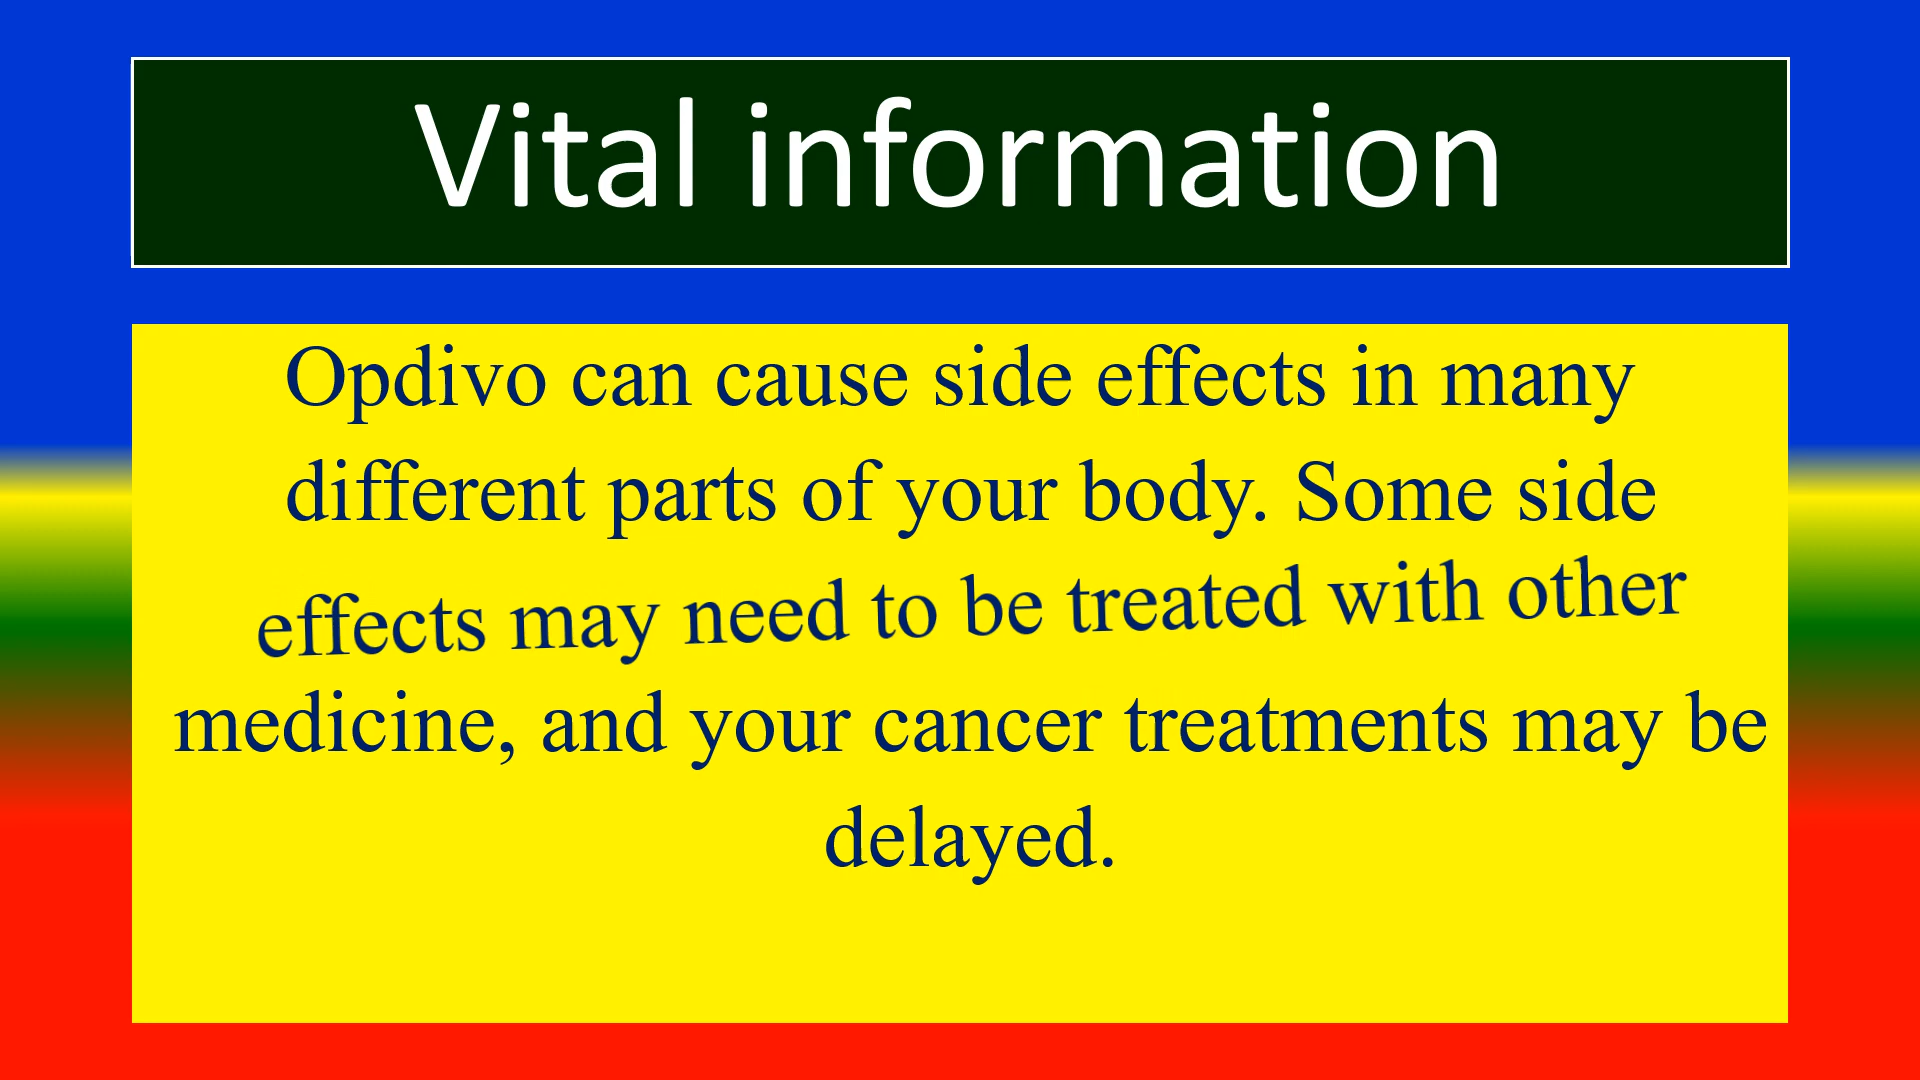 Vital information
Opdivo can cause side effects in many
different parts of your body. Some side
effects may need to be treated with other
medicine, and your cancer treatments may be
delayed.